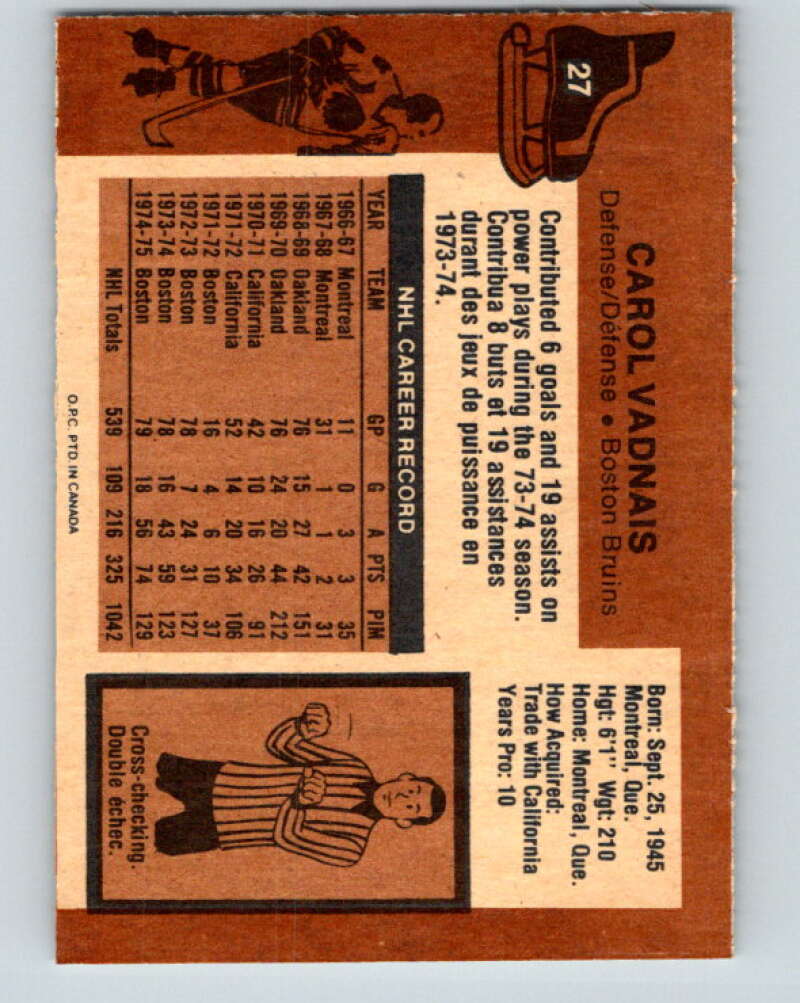 27
CAROL VADNAIS
Defense/Défense • Boston Bruins
Contributed 6 goals and 19 assists on
power plays during the 73-74 season.
Contribua 8 buts et 19 assistances
durant des jeux de puissance en
1973-74.
Born: Sept. 25, 1945
Montreal, Que.
Hgt: 6'1" Wgt: 210
Home: Montreal, Que.
How Acquired:
Trade with California
Years Pro: 10
NHL CAREER RECORD
YEAR TEAM GP G A PTS PIM
1966-67 Montreal 11 0 3 3 35
1967-68 Montreal 31 1 1 2 31
1968-69 Oakland 76 15 27 42 151
1969-70 Oakland 76 24 20 44 212
1970-71 California 42 10 16 26 91
1971-72 California 52 14 20 34 106
1971-72 Boston 16 4 6 10 37
1972-73 Boston 78 7 24 31 127
1973-74 Boston 78 16 43 59 123
1974-75 Boston 79 18 56 74 129
NHL Totals 539 109 216 325 1042
Cross-checking.
Double échec.
O.P.C. PTD. IN CANADA